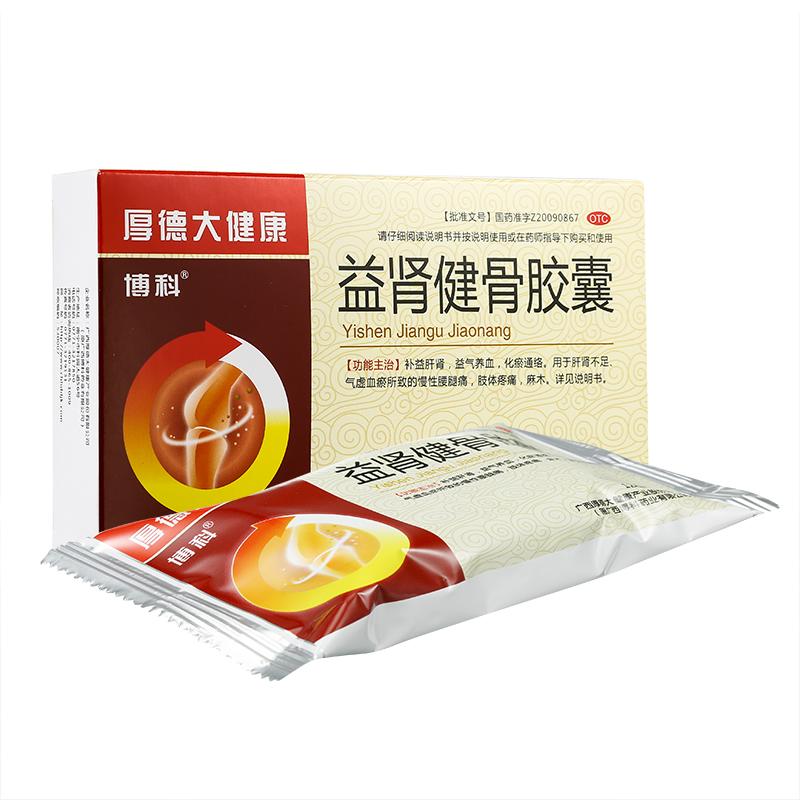 厚德大健康
博科®
【批准文号】国药准字Z20090867 OTC
请仔细阅读说明书并按说明使用或在药师指导下购买和使用
益肾健骨胶囊
Yishen Jiangu Jiaonang
【功能主治】补益肝肾，益气养血，化瘀通络。用于肝肾不足、
气虚血瘀所致的慢性腰腿痛，肢体疼痛，麻木。详见说明书。
益肾健骨
Yishen Jiangu
厚德
博科®